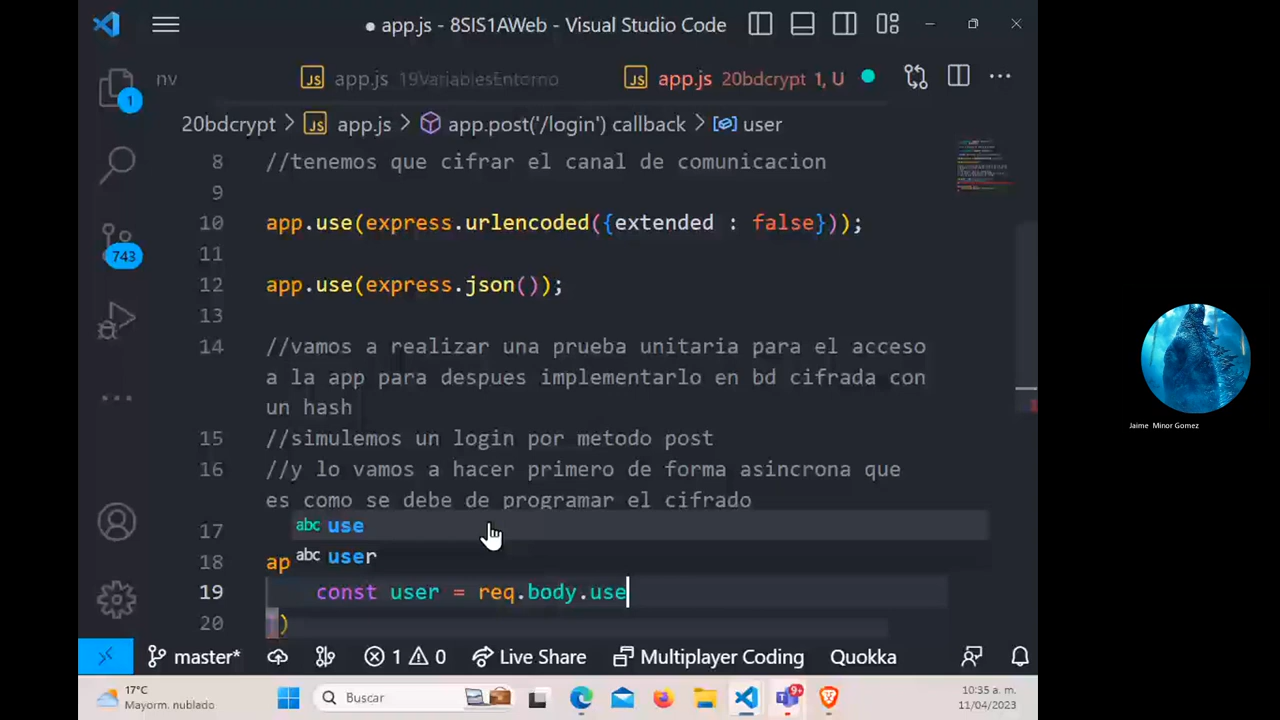 app.js - 8SIS1AWeb - Visual Studio Code
1
nv
JS app.js 19VariablesEntorno
JS app.js 20bdcrypt 1, U
20bdcrypt > JS app.js > app.post('/login') callback > user
8 //tenemos que cifrar el canal de comunicacion
9
10 app.use(express.urlencoded({extended : false}));
11
12 app.use(express.json());
13
14 //vamos a realizar una prueba unitaria para el acceso
a la app para despues implementarlo en bd cifrada con
un hash
15 //simulemos un login por metodo post
16 //y lo vamos a hacer primero de forma asincrona que
es como se debe de programar el cifrado
17
abc use
abc user
18 ap
19 const user = req.body.use
20 })
743
master* 1 0 Live Share Multiplayer Coding Quokka
17°C
Mayorm. nublado
Buscar
9+
10:35 a. m.
11/04/2023
Jaime Minor Gomez